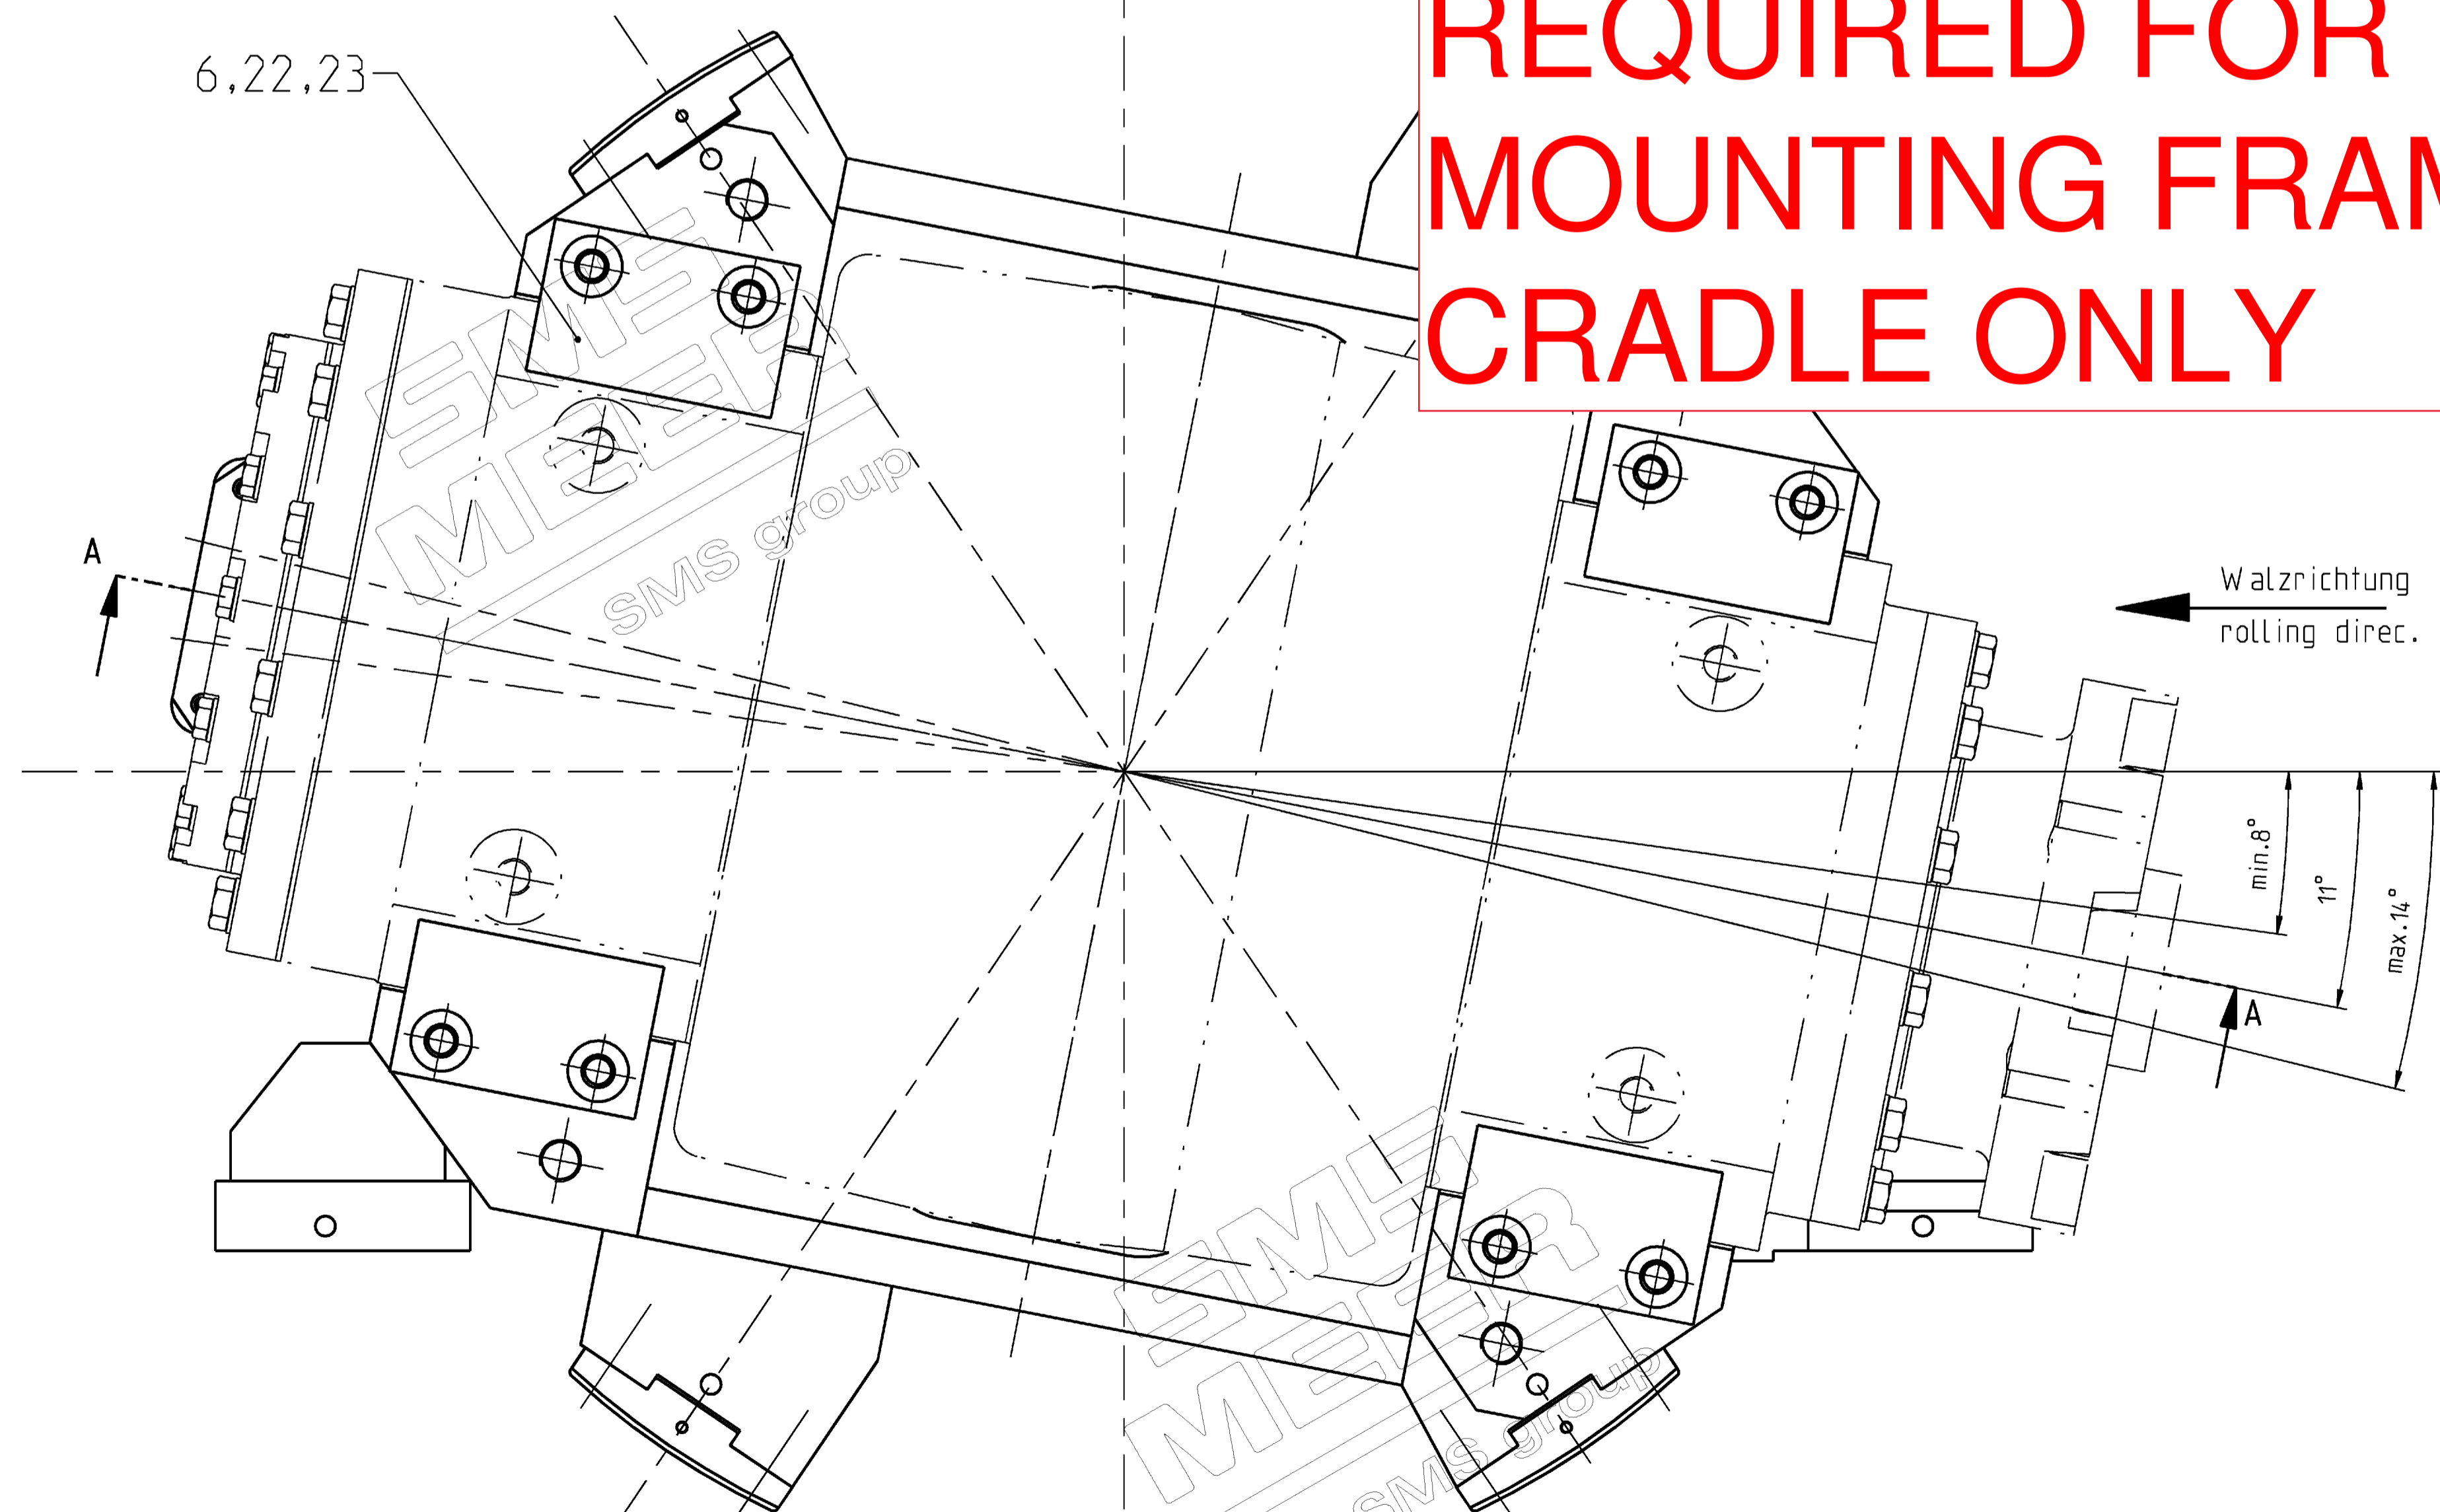 REQUIRED FOR
MOUNTING FRAM
CRADLE ONLY
6,22,23
SMS
MEER
SMS group
A
Walzrichtung
rolling direc.
min.8°
11°
max.14°
A
SMS
MEER
SMS group